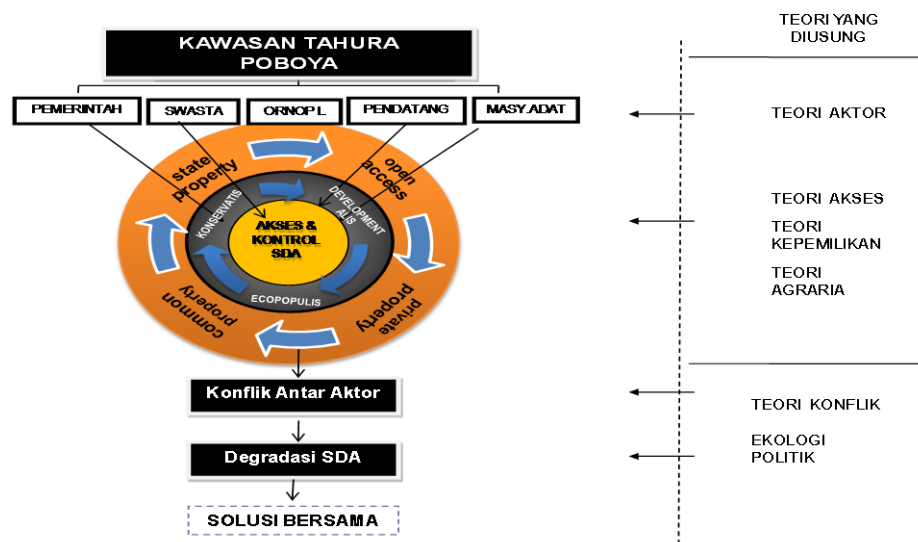 TEORI YANG
DIUSUNG
KAWASAN TAHURA
POBOYA
PEMERINTAH
SWASTA
ORNOP L
PENDATANG
MASY.ADAT
TEORI AKTOR
state
property
open
access
KONSERVATIS
DEVELOPMENT
ALIS
AKSES &
KONTROL
SDA
ECOPOPULIS
common
property
private
property
TEORI AKSES
TEORI
KEPEMILIKAN
TEORI
AGRARIA
Konflik Antar Aktor
TEORI KONFLIK
Degradasi SDA
EKOLOGI
POLITIK
SOLUSI BERSAMA